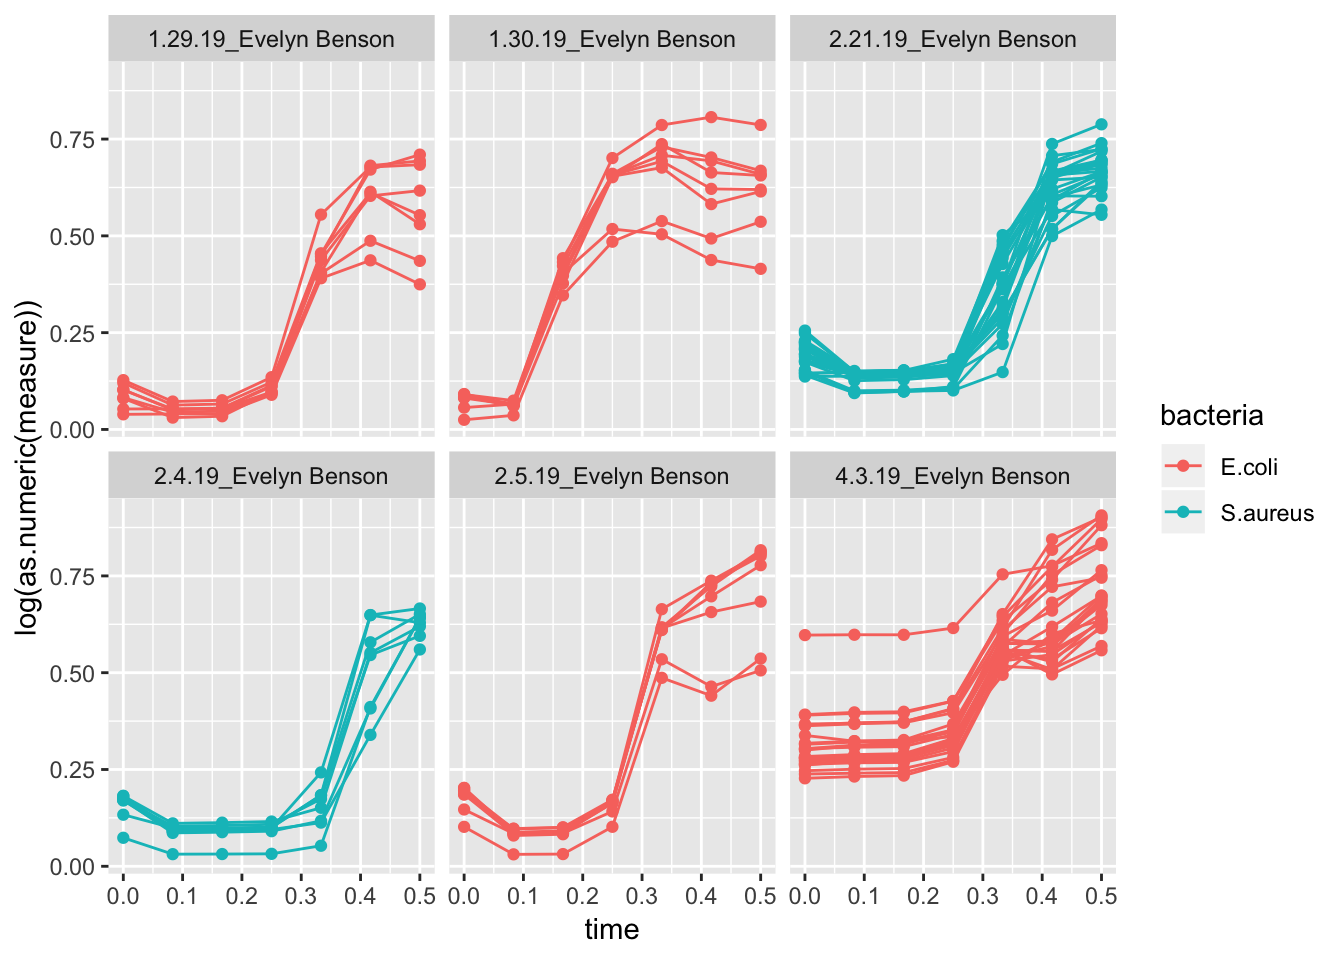 1.29.19_Evelyn Benson
1.30.19_Evelyn Benson
2.21.19_Evelyn Benson
0.75
0.50
0.25
0.00
2.4.19_Evelyn Benson
2.5.19_Evelyn Benson
4.3.19_Evelyn Benson
0.75
0.50
0.25
0.00
0.0 0.1 0.2 0.3 0.4 0.5
0.0 0.1 0.2 0.3 0.4 0.5
0.0 0.1 0.2 0.3 0.4 0.5
time
log(as.numeric(measure))
bacteria
E.coli
S.aureus